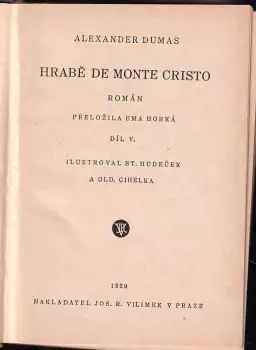 ALEXANDER DUMAS
HRABĚ DE MONTE CRISTO
ROMÁN
PŘELOŽILA EMA HORKÁ
DÍL V.
ILUSTROVAL ST. HUDEČEK
A OLD. CIHELKA
1929
NAKLADATEL JOS. R. VILÍMEK V PRAZE